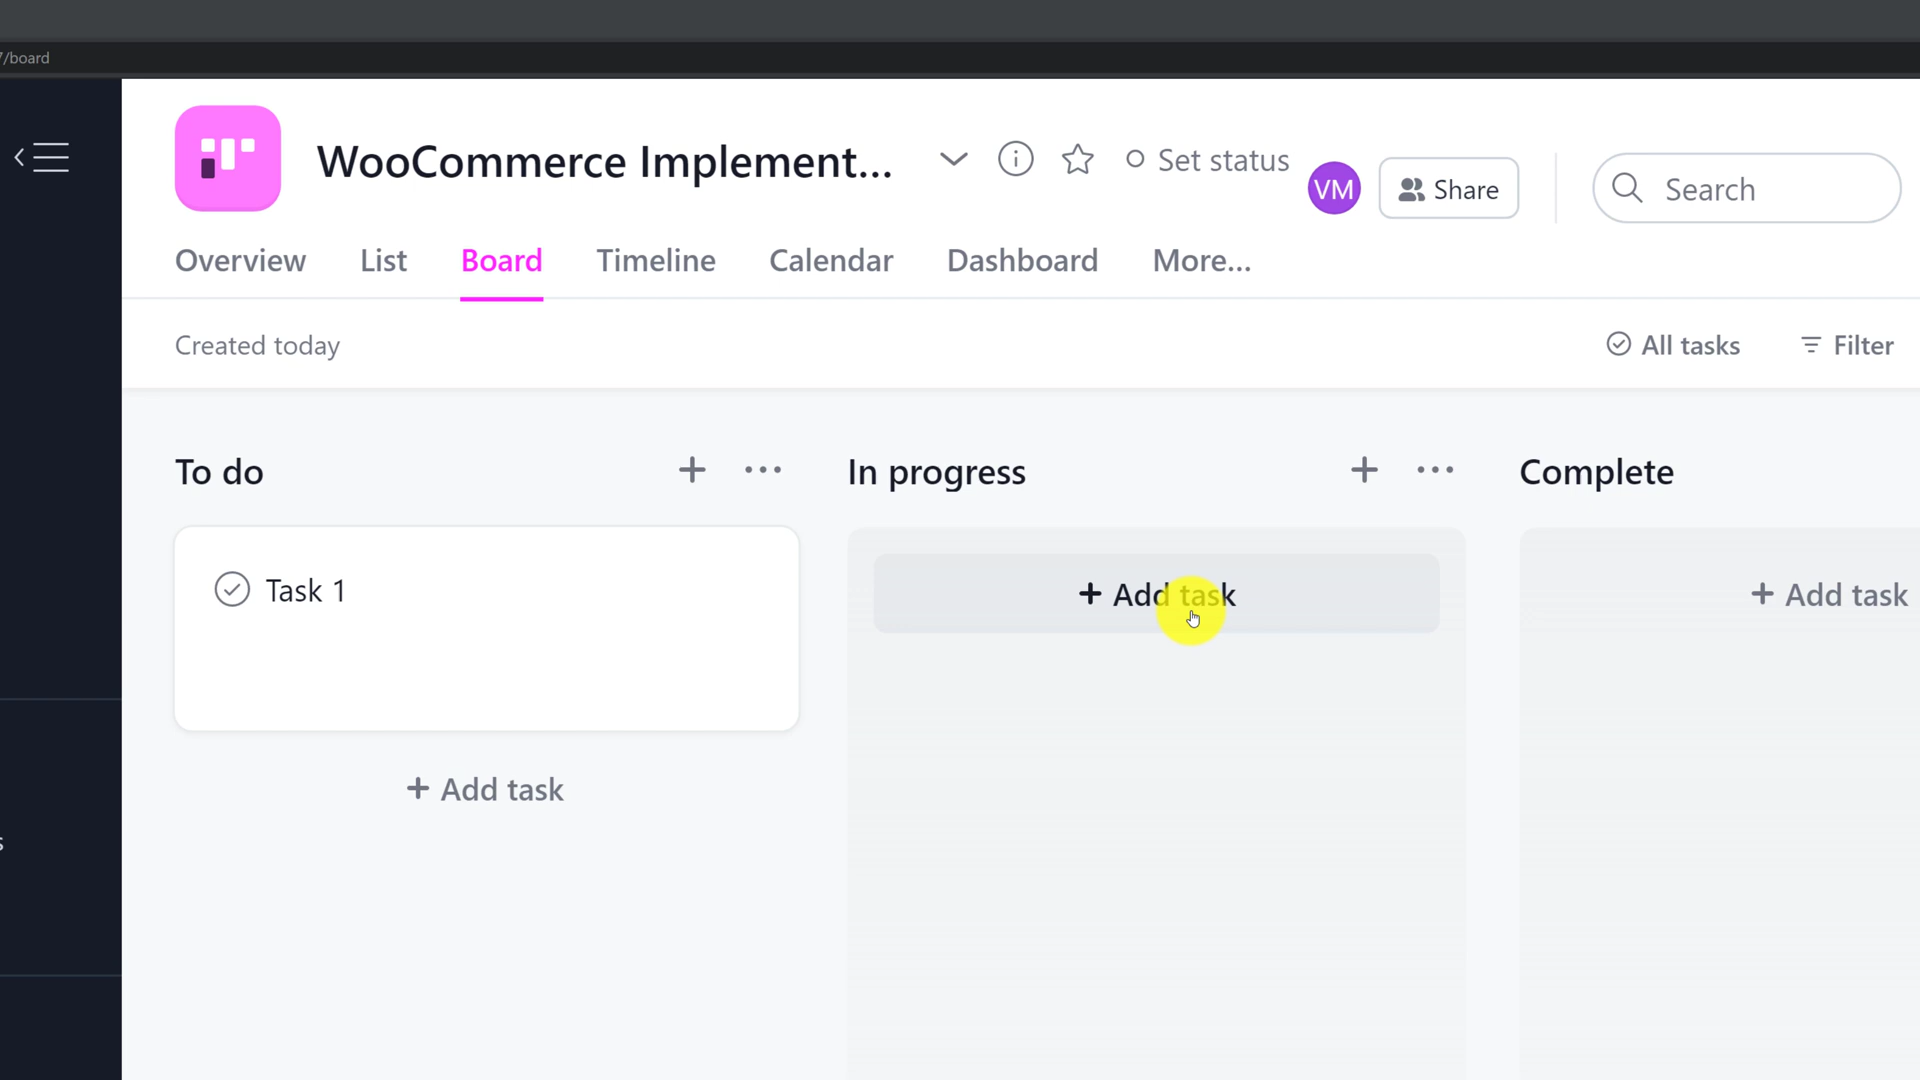 7/board
WooCommerce Implement...
Set status
VM
Share
Search
Overview
List
Board
Timeline
Calendar
Dashboard
More...
Created today
All tasks
Filter
To do
In progress
Complete
Task 1
+ Add task
+ Add task
+ Add task
s